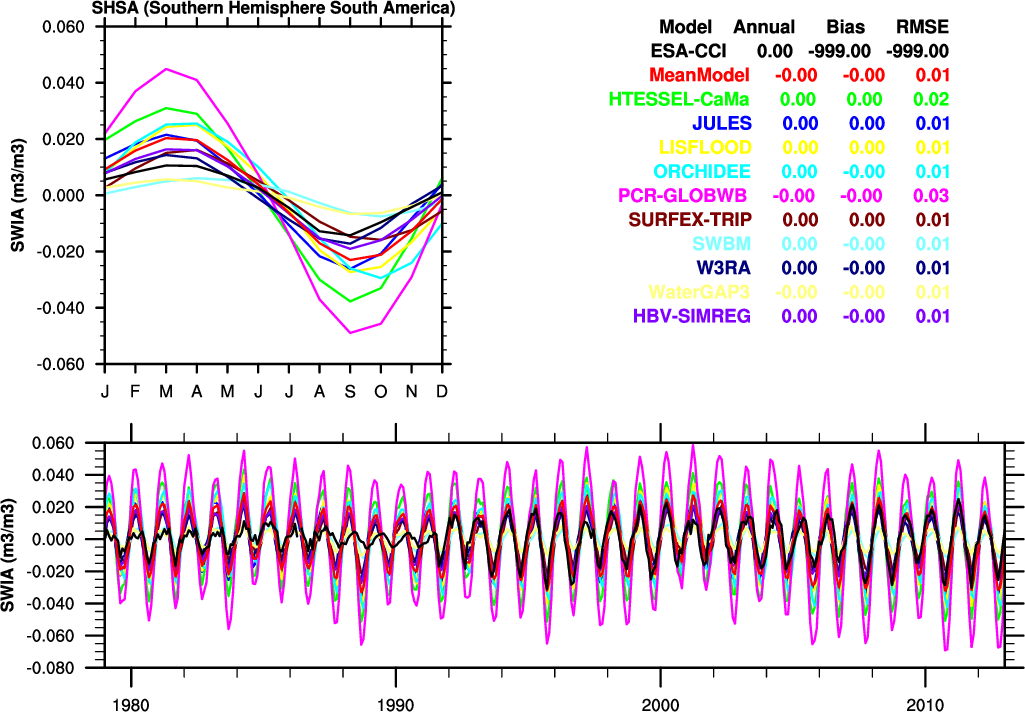 SHSA (Southern Hemisphere South America)
0.060
0.040
0.020
0.000
-0.020
-0.040
-0.060
SWIA (m3/m3)
J F M A M J J A S O N D
Model Annual Bias RMSE
ESA-CCI 0.00 -999.00 -999.00
MeanModel -0.00 -0.00 0.01
HTESSEL-CaMa 0.00 0.00 0.02
JULES 0.00 0.00 0.01
LISFLOOD 0.00 0.00 0.01
ORCHIDEE 0.00 -0.00 0.01
PCR-GLOBWB -0.00 -0.00 0.03
SURFEX-TRIP 0.00 0.00 0.01
SWBM 0.00 -0.00 0.01
W3RA 0.00 -0.00 0.01
WaterGAP3 -0.00 -0.00 0.01
HBV-SIMREG 0.00 -0.00 0.01
0.060
0.040
0.020
0.000
-0.020
-0.040
-0.060
-0.080
SWIA (m3/m3)
1980 1990 2000 2010